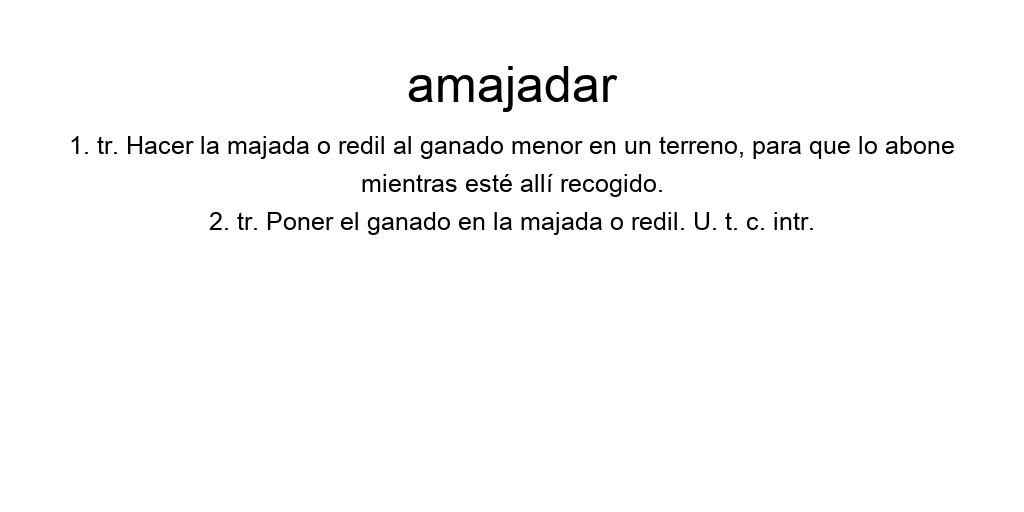 amajadar
1. tr. Hacer la majada o redil al ganado menor en un terreno, para que lo abone
mientras esté allí recogido.
2. tr. Poner el ganado en la majada o redil. U. t. c. intr.